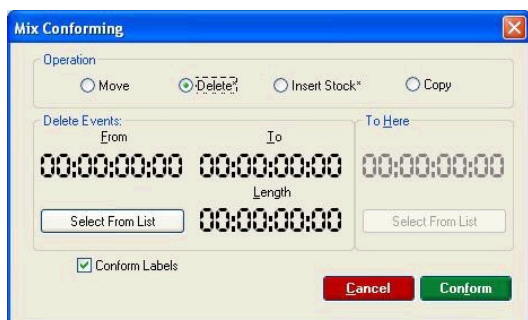 Mix Conforming
Operation
Move Delete* Insert Stock* Copy
Delete Events: To Here
From To
00:00:00:00 00:00:00:00 00:00:00:00
Length
Select From List 00:00:00:00 Select From List
Conform Labels
Cancel Conform